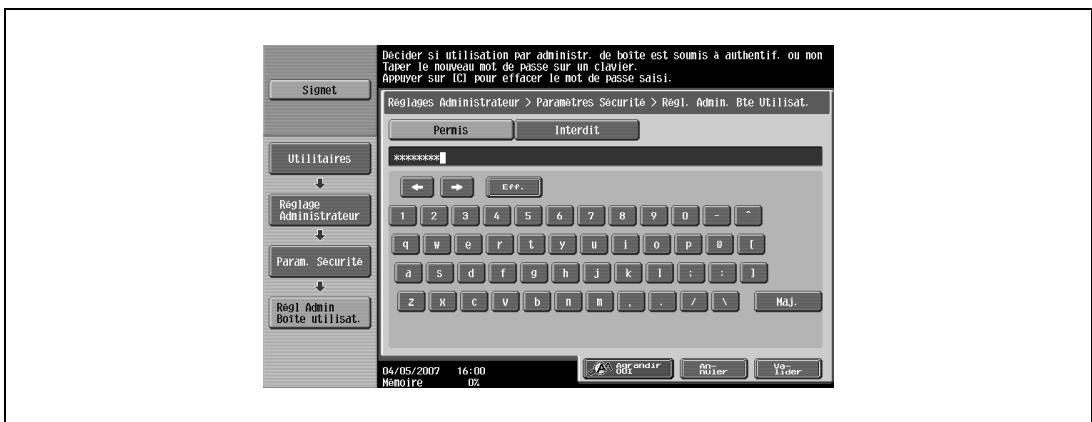 Décider si utilisation par administr. de boîte est soumis à authentif. ou non
Taper le nouveau mot de passe sur un clavier.
Appuyer sur [C] pour effacer le mot de passe saisi.
Signet
Réglages Administrateur > Paramètres Sécurité > Régl. Admin. Bte Utilisat.
Permis Interdit
Utilitaires
********
Eff.
Réglage
Administrateur
1 2 3 4 5 6 7 8 9 0 - ^
q w e r t y u i o p @ [
Param. Sécurité
a s d f g h j k l ; : ]
z x c v b n m , . / \ Maj.
Régl Admin
Boîte utilisat.
Agrandir
OUI
An-
nuler
Va-
lider
04/05/2007 16:00
Mémoire 0%